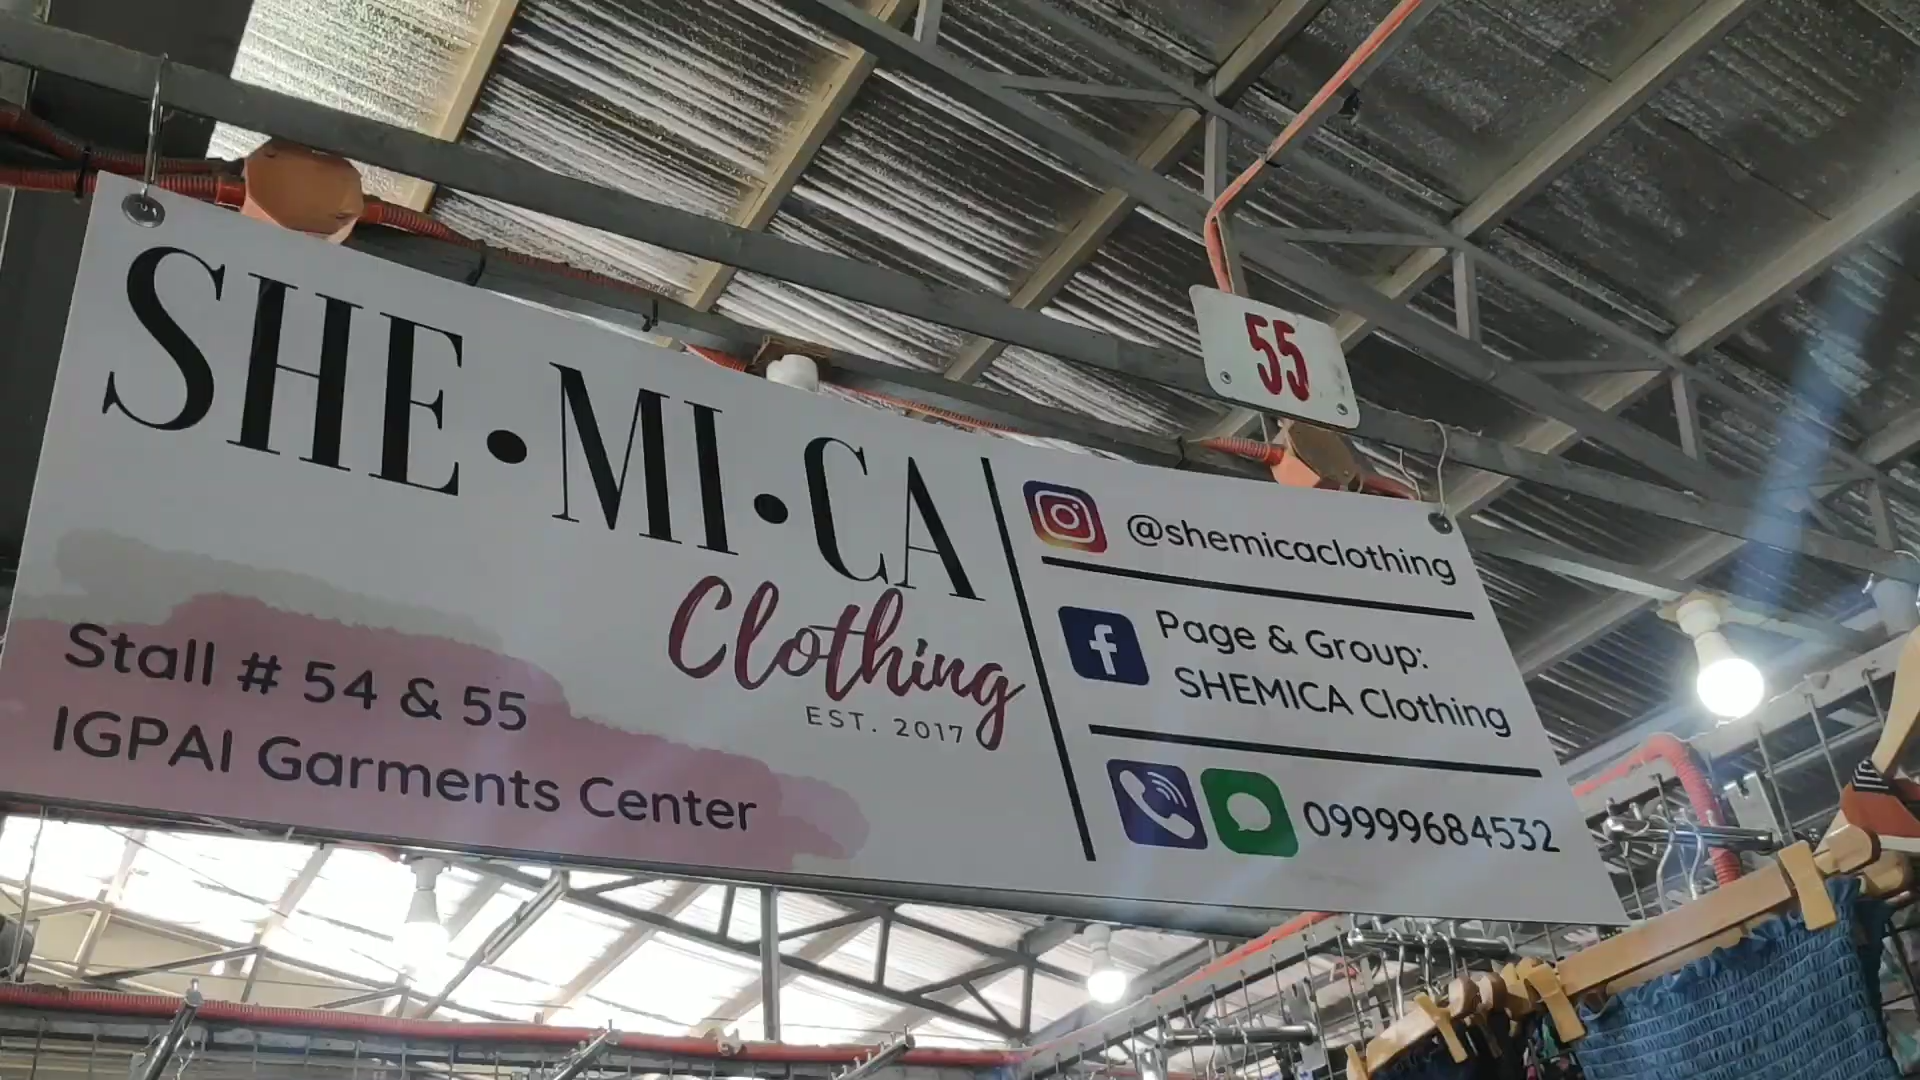 SHE•MI•CA
Clothing
EST. 2017
Stall # 54 & 55
IGPAI Garments Center
@shemicaclothing
f
Page & Group:
SHEMICA Clothing
09999684532
55